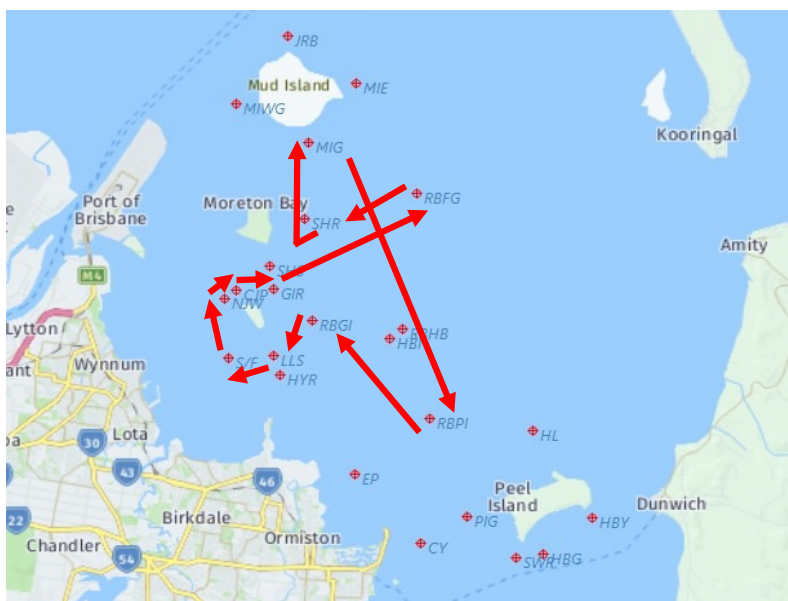 JRB
Mud Island
MIE
MIWG
Kooringal
MIG
Port of
Brisbane
Moreton Bay
RBFG
SHR
Amity
M4
SHS
CJP
GIR
NJW
RBGI
Lytton
RBHB
HBI
Wynnum
S/F
LLS
HYR
RBPI
HL
Lota
30
43
46
EP
Peel
Island
Dunwich
22
Birkdale
PIG
HBY
Ormiston
Chandler
CY
54
SWR
HBG